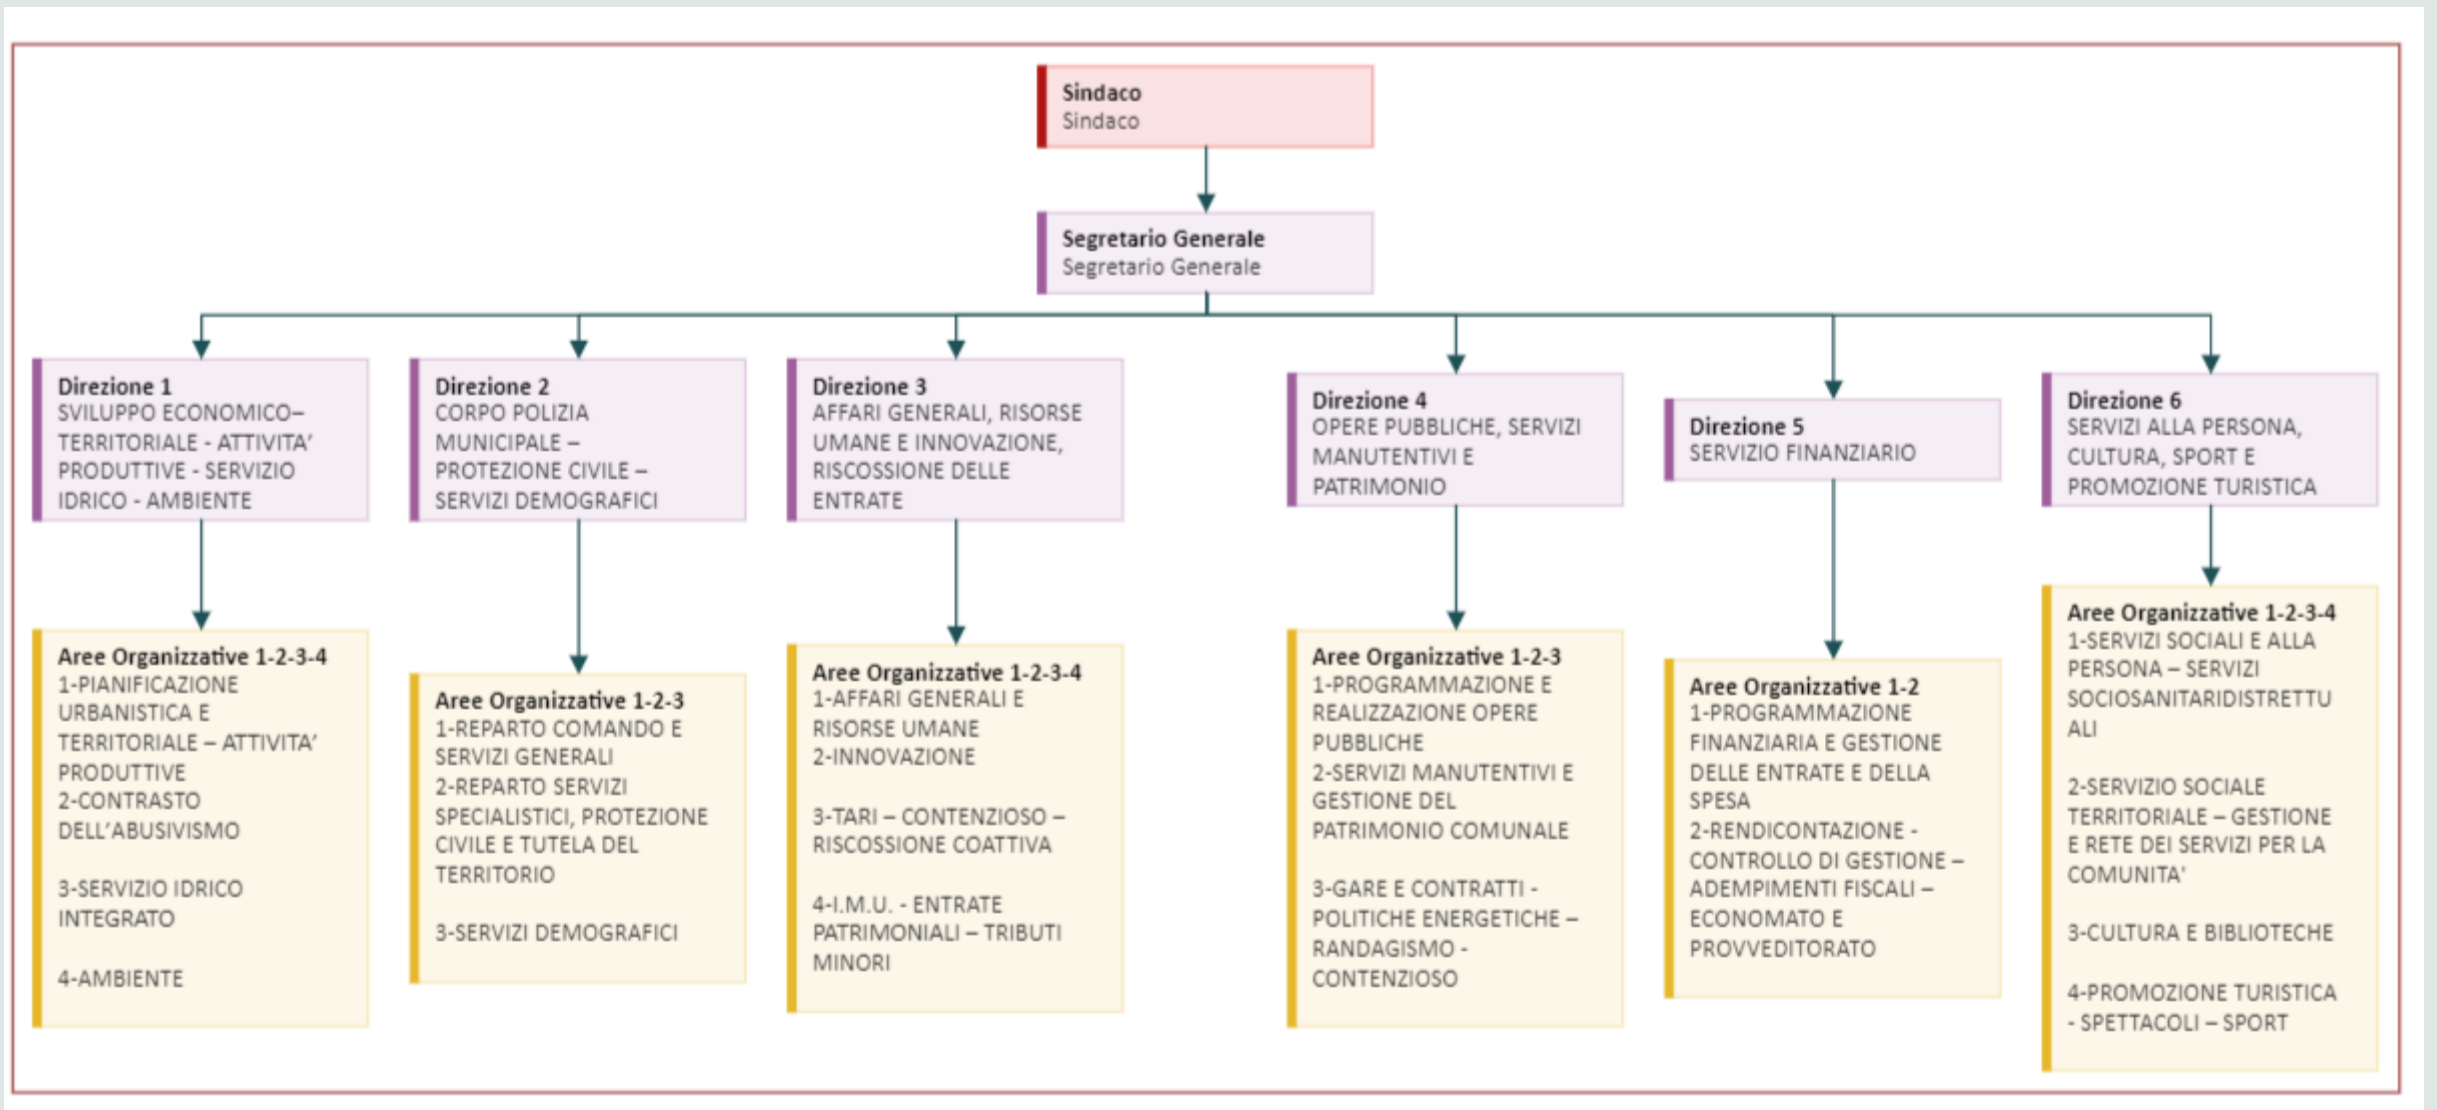 Sindaco
Sindaco
Segretario Generale
Segretario Generale
Direzione 1
SVILUPPO ECONOMICO–
TERRITORIALE - ATTIVITA’
PRODUTTIVE - SERVIZIO
IDRICO - AMBIENTE
Direzione 2
CORPO POLIZIA
MUNICIPALE –
PROTEZIONE CIVILE –
SERVIZI DEMOGRAFICI
Direzione 3
AFFARI GENERALI, RISORSE
UMANE E INNOVAZIONE,
RISCOSSIONE DELLE
ENTRATE
Direzione 4
OPERE PUBBLICHE, SERVIZI
MANUTENTIVI E
PATRIMONIO
Direzione 5
SERVIZIO FINANZIARIO
Direzione 6
SERVIZI ALLA PERSONA,
CULTURA, SPORT E
PROMOZIONE TURISTICA
Aree Organizzative 1-2-3-4
1-PIANIFICAZIONE
URBANISTICA E
TERRITORIALE – ATTIVITA’
PRODUTTIVE
2-CONTRASTO
DELL’ABUSIVISMO
3-SERVIZIO IDRICO
INTEGRATO
4-AMBIENTE
Aree Organizzative 1-2-3
1-REPARTO COMANDO E
SERVIZI GENERALI
2-REPARTO SERVIZI
SPECIALISTICI, PROTEZIONE
CIVILE E TUTELA DEL
TERRITORIO
3-SERVIZI DEMOGRAFICI
Aree Organizzative 1-2-3-4
1-AFFARI GENERALI E
RISORSE UMANE
2-INNOVAZIONE
3-TARI – CONTENZIOSO –
RISCOSSIONE COATTIVA
4-I.M.U. - ENTRATE
PATRIMONIALI – TRIBUTI
MINORI
Aree Organizzative 1-2-3
1-PROGRAMMAZIONE E
REALIZZAZIONE OPERE
PUBBLICHE
2-SERVIZI MANUTENTIVI E
GESTIONE DEL
PATRIMONIO COMUNALE
3-GARE E CONTRATTI -
POLITICHE ENERGETICHE –
RANDAGISMO -
CONTENZIOSO
Aree Organizzative 1-2
1-PROGRAMMAZIONE
FINANZIARIA E GESTIONE
DELLE ENTRATE E DELLA
SPESA
2-RENDICONTAZIONE -
CONTROLLO DI GESTIONE –
ADEMPIMENTI FISCALI –
ECONOMATO E
PROVVEDITORATO
Aree Organizzative 1-2-3-4
1-SERVIZI SOCIALI E ALLA
PERSONA – SERVIZI
SOCIOSANITARIDISTRETTU
ALI
2-SERVIZIO SOCIALE
TERRITORIALE – GESTIONE
E RETE DEI SERVIZI PER LA
COMUNITA'
3-CULTURA E BIBLIOTECHE
4-PROMOZIONE TURISTICA
- SPETTACOLI – SPORT